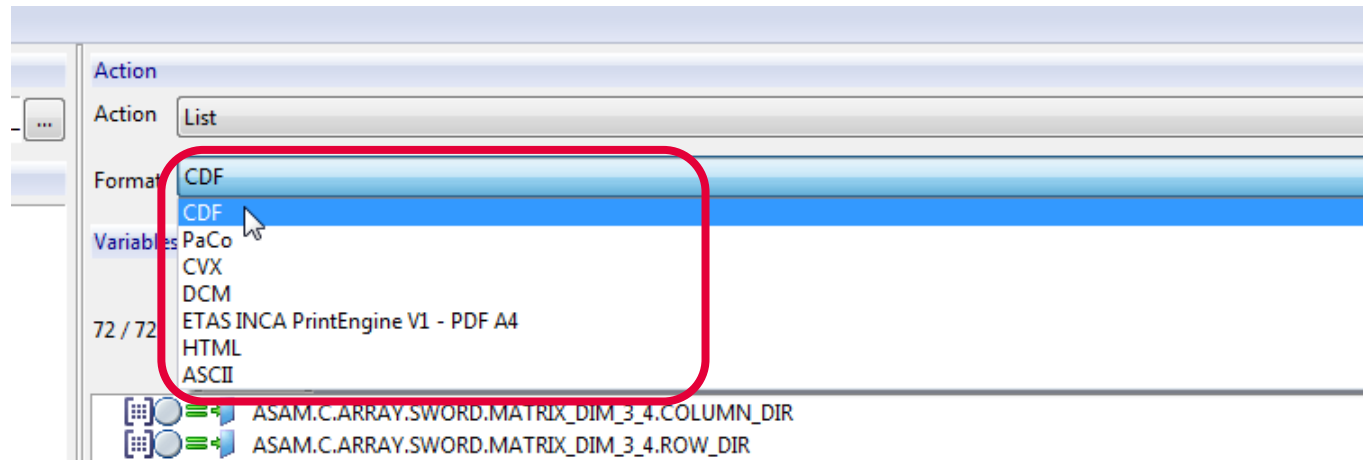 Action
Action List
_ ...
Format CDF
CDF
Variables PaCo
CVX
DCM
72 / 72 ETAS INCA PrintEngine V1 - PDF A4
HTML
ASCII
ASAM.C.ARRAY.SWORD.MATRIX_DIM_3_4.COLUMN_DIR
ASAM.C.ARRAY.SWORD.MATRIX_DIM_3_4.ROW_DIR